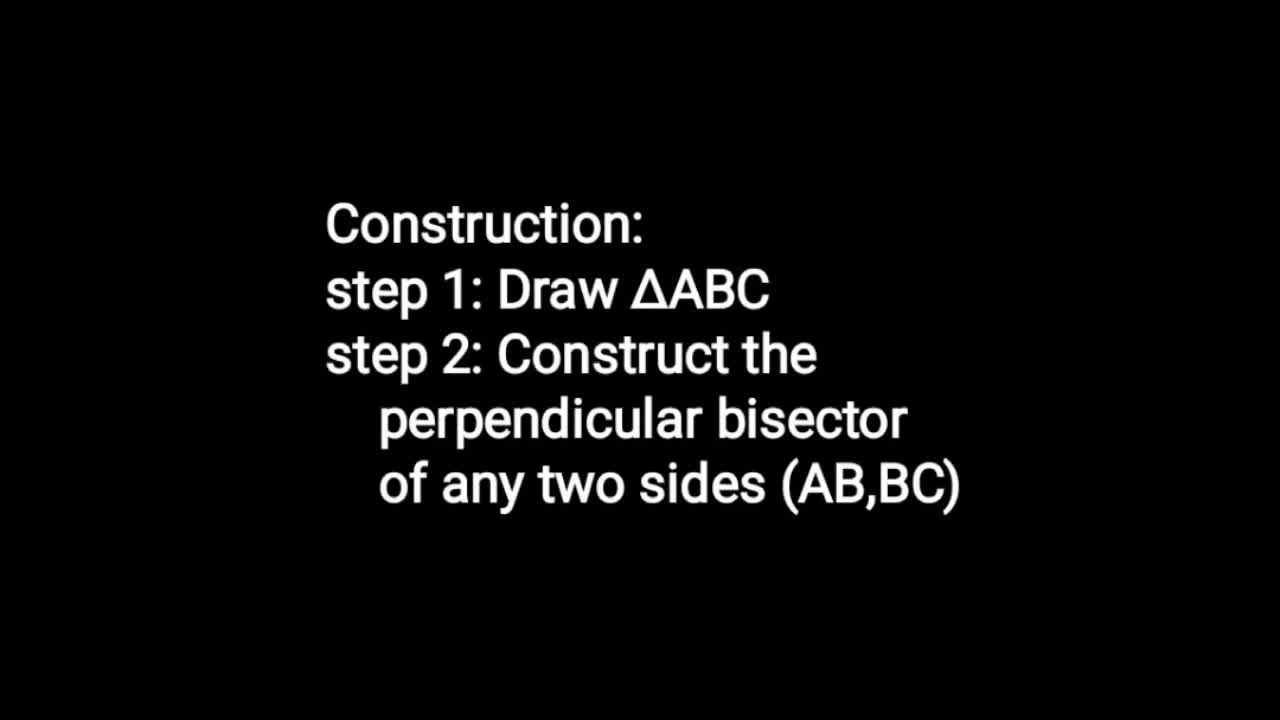 Construction:
step 1: Draw ΔABC
step 2: Construct the
perpendicular bisector
of any two sides (AB,BC)